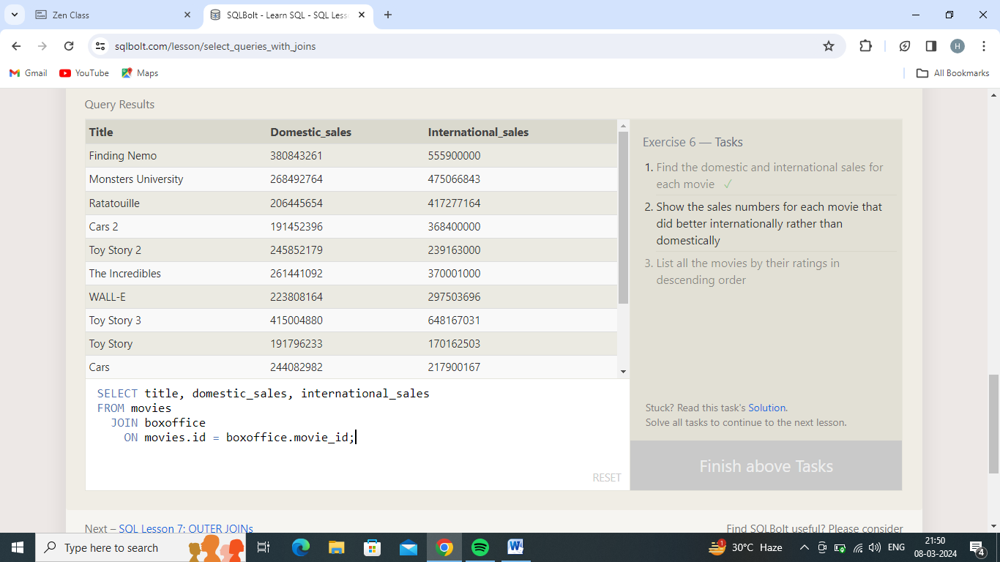 Zen Class
SQLBolt - Learn SQL - SQL Less
sqlbolt.com/lesson/select_queries_with_joins
H
Gmail YouTube Maps All Bookmarks
Query Results
Title Domestic_sales International_sales
Finding Nemo 380843261 555900000
Monsters University 268492764 475066843
Ratatouille 206445654 417277164
Cars 2 191452396 368400000
Toy Story 2 245852179 239163000
The Incredibles 261441092 370001000
WALL-E 223808164 297503696
Toy Story 3 415004880 648167031
Toy Story 191796233 170162503
Cars 244082982 217900167
SELECT title, domestic_sales, international_sales
FROM movies
JOIN boxoffice
ON movies.id = boxoffice.movie_id;
RESET
Exercise 6 — Tasks
1. Find the domestic and international sales for
each movie ✓
2. Show the sales numbers for each movie that
did better internationally rather than
domestically
3. List all the movies by their ratings in
descending order
Stuck? Read this task's Solution.
Solve all tasks to continue to the next lesson.
Finish above Tasks
Next – SQL Lesson 7: OUTER JOINs
Find SQLBolt useful? Please consider
Type here to search
1
30°C Haze
ENG
21:50
08-03-2024
4